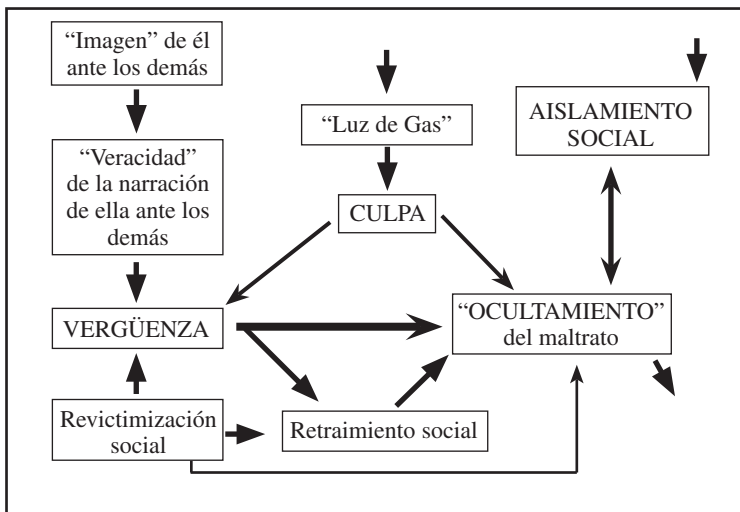 “Imagen” de él
ante los demás
“Luz de Gas”
AISLAMIENTO
SOCIAL
“Veracidad”
de la narración
de ella ante los
demás
CULPA
VERGÜENZA
“OCULTAMIENTO”
del maltrato
Revictimización
social
Retraimiento social